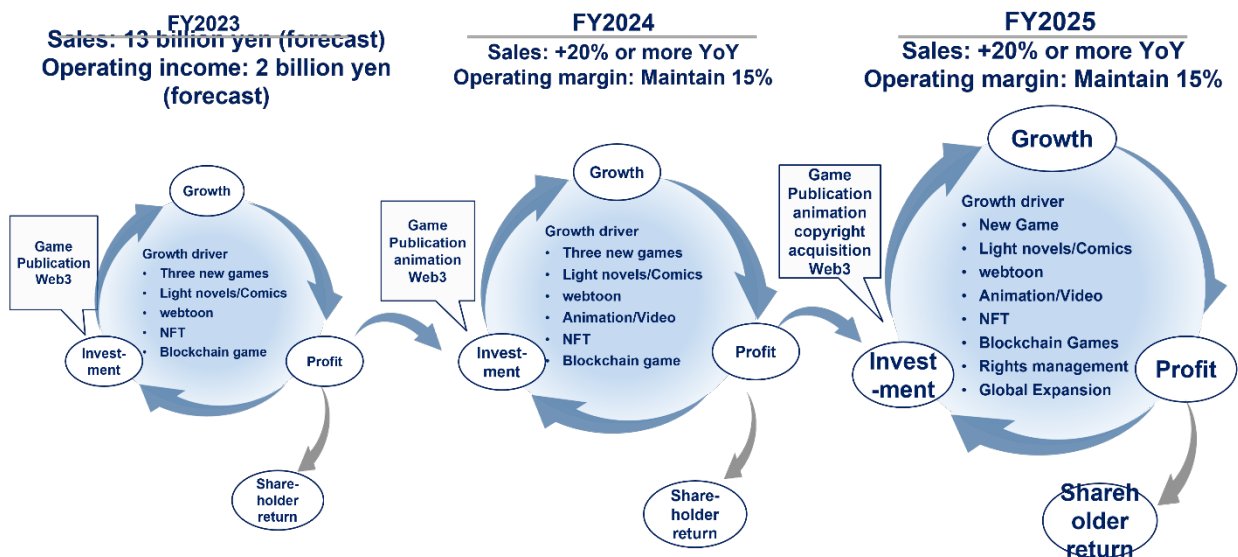 FY2023
Sales: 13 billion yen (forecast)
Operating income: 2 billion yen
(forecast)
Growth
Game
Publication
Web3
Growth driver
• Three new games
• Light novels/Comics
• webtoon
• NFT
• Blockchain game
Invest-
ment
Profit
Share-
holder
return
FY2024
Sales: +20% or more YoY
Operating margin: Maintain 15%
Growth
Game
Publication
animation
Web3
Growth driver
• Three new games
• Light novels/Comics
• webtoon
• Animation/Video
• NFT
• Blockchain game
Invest-
ment
Profit
Share-
holder
return
FY2025
Sales: +20% or more YoY
Operating margin: Maintain 15%
Growth
Game
Publication
animation
copyright
acquisition
Web3
Growth driver
• New Game
• Light novels/Comics
• webtoon
• Animation/Video
• NFT
• Blockchain Games
• Rights management
• Global Expansion
Invest
-ment
Profit
Shareh
older
return